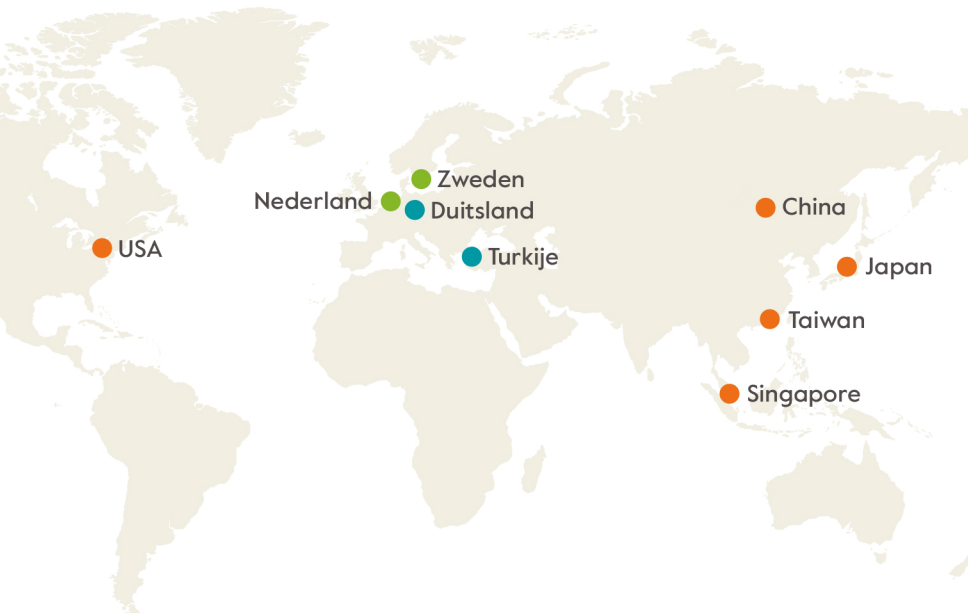 Zweden
Nederland
Duitsland
China
USA
Turkije
Japan
Taiwan
Singapore